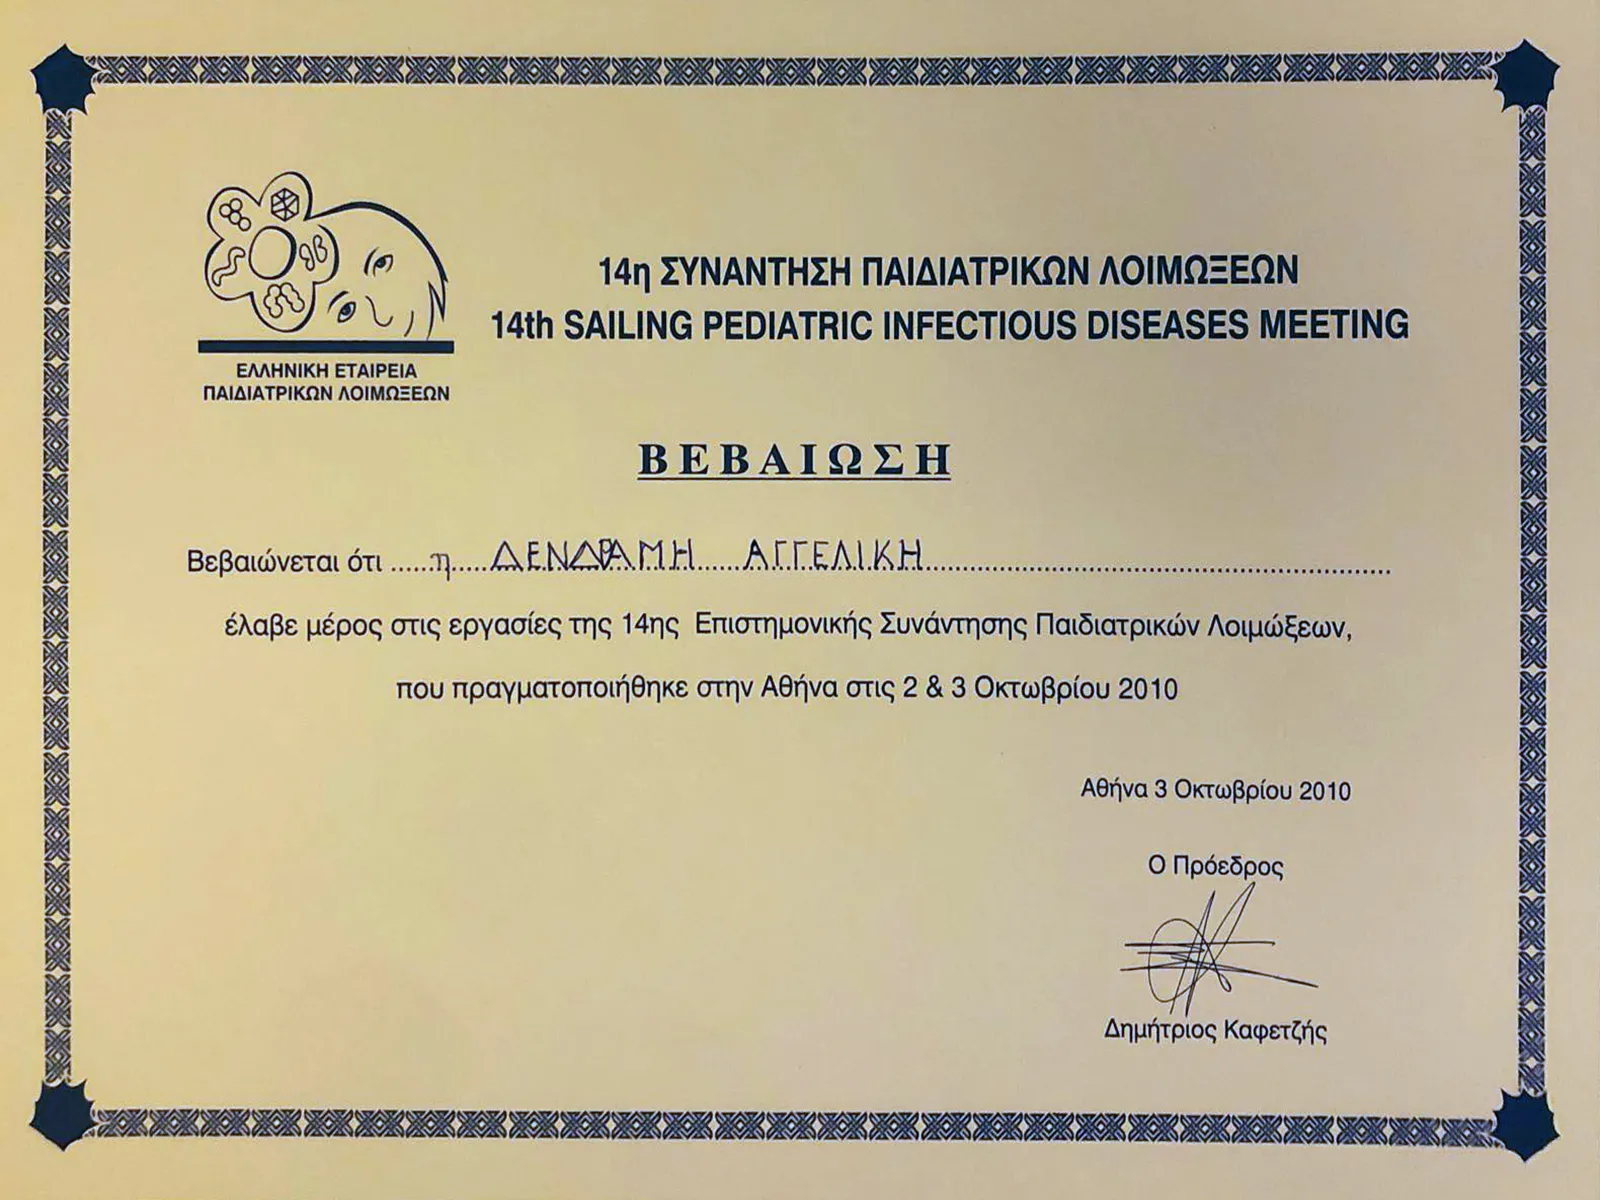 14η ΣΥΝΑΝΤΗΣΗ ΠΑΙΔΙΑΤΡΙΚΩΝ ΛΟΙΜΩΞΕΩΝ
14th SAILING PEDIATRIC INFECTIOUS DISEASES MEETING
ΕΛΛΗΝΙΚΗ ΕΤΑΙΡΕΙΑ
ΠΑΙΔΙΑΤΡΙΚΩΝ ΛΟΙΜΩΞΕΩΝ
ΒΕΒΑΙΩΣΗ
Βεβαιώνεται ότι ......η.....ΔΕΝΔΡΑΜΗ......ΑΓΓΕΛΙΚΗ......
έλαβε μέρος στις εργασίες της 14ης Επιστημονικής Συνάντησης Παιδιατρικών Λοιμώξεων,
που πραγματοποιήθηκε στην Αθήνα στις 2 & 3 Οκτωβρίου 2010
Αθήνα 3 Οκτωβρίου 2010
Ο Πρόεδρος
Δημήτριος Καφετζής